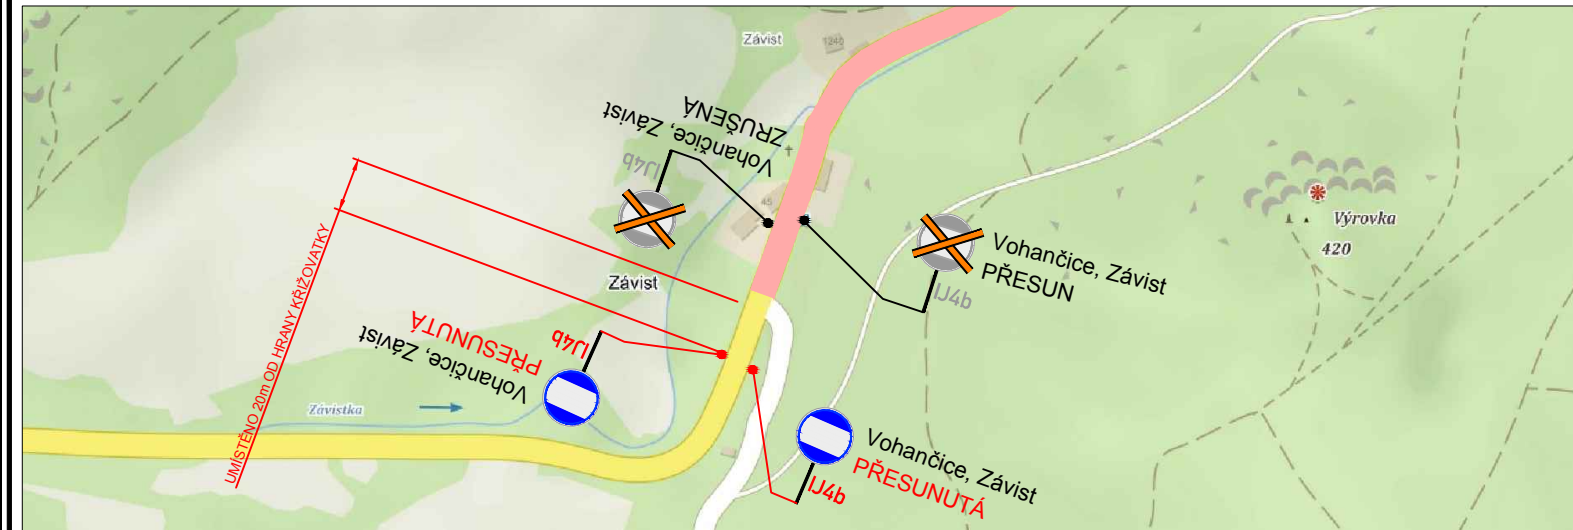 Závist
1240
ZRUŠENÁ
Vohančice, Závist
IJ4b
45
Závist
Výrovka
420
Vohančice, Závist
PŘESUN
IJ4b
UMÍSTĚNO 20m OD HRANY KŘIŽOVATKY
PŘESUNUTÁ
Vohančice, Závist
IJ4b
Závistka
Vohančice, Závist
PŘESUNUTÁ
IJ4b